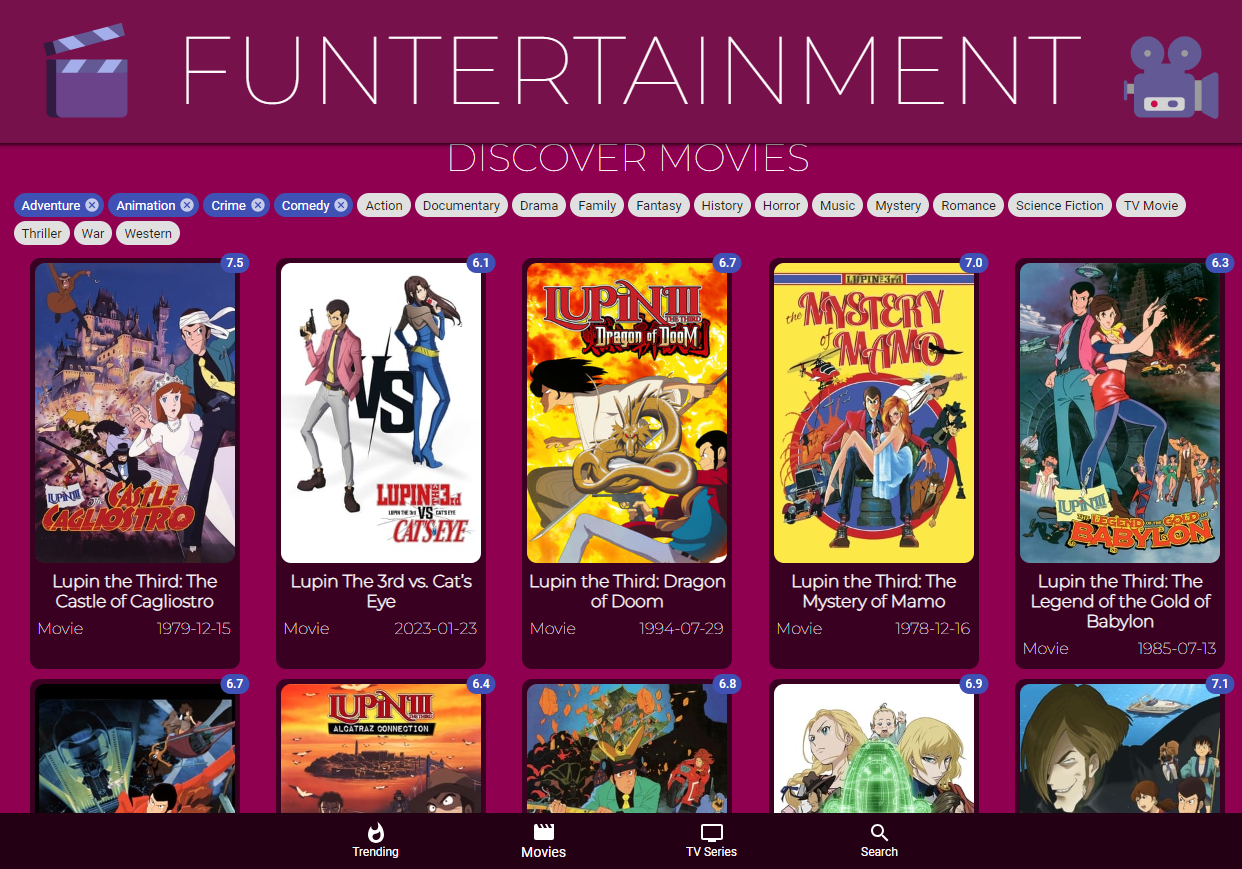 FUNTERTAINMENT
DISCOVER MOVIES
Adventure Animation Crime Comedy Action Documentary Drama Family Fantasy History Horror Music Mystery Romance Science Fiction TV Movie
Thriller War Western
7.5
LUPIN III
CASTLE
CAGLIOSTRO
Lupin the Third: The
Castle of Cagliostro
Movie 1979-12-15
6.1
VS
LUPIN THE 3rd
LUPIN THE 3rd VS CAT'S EYE
CAT'S EYE
Lupin The 3rd vs. Cat’s
Eye
Movie 2023-01-23
6.7
LUPIN III
THE THIRD
Dragon of Doom
Lupin the Third: Dragon
of Doom
Movie 1994-07-29
7.0
LUPIN THE 3rd
the MYSTERY
of
MAMO
Lupin the Third: The
Mystery of Mamo
Movie 1978-12-16
6.3
LUPIN III
THE LEGEND OF THE GOLD OF
BABYLON
Lupin the Third: The
Legend of the Gold of
Babylon
Movie 1985-07-13
6.7
6.4
LUPIN III
THE THIRD
ALCATRAZ CONNECTION
6.8
6.9
7.1
Trending Movies TV Series Search